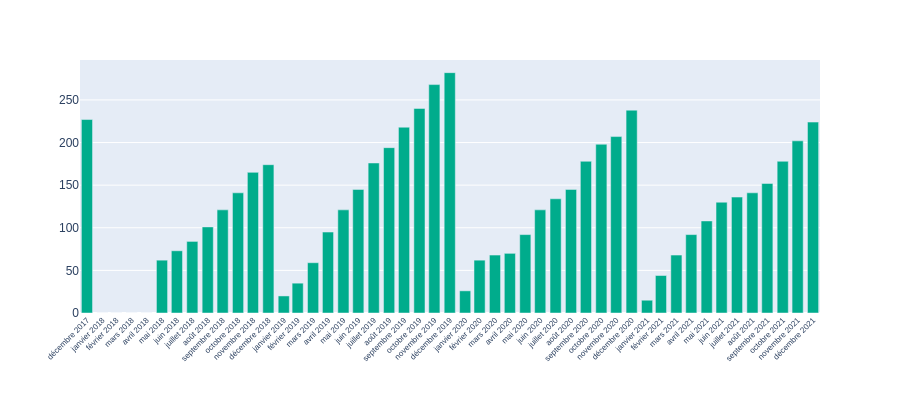 250
200
150
100
50
0
décembre 2017
janvier 2018
février 2018
mars 2018
avril 2018
mai 2018
juin 2018
juillet 2018
août 2018
septembre 2018
octobre 2018
novembre 2018
décembre 2018
janvier 2019
février 2019
mars 2019
avril 2019
mai 2019
juin 2019
juillet 2019
août 2019
septembre 2019
octobre 2019
novembre 2019
décembre 2019
janvier 2020
février 2020
mars 2020
avril 2020
mai 2020
juin 2020
juillet 2020
août 2020
septembre 2020
octobre 2020
novembre 2020
décembre 2020
janvier 2021
février 2021
mars 2021
avril 2021
mai 2021
juin 2021
juillet 2021
août 2021
septembre 2021
octobre 2021
novembre 2021
décembre 2021